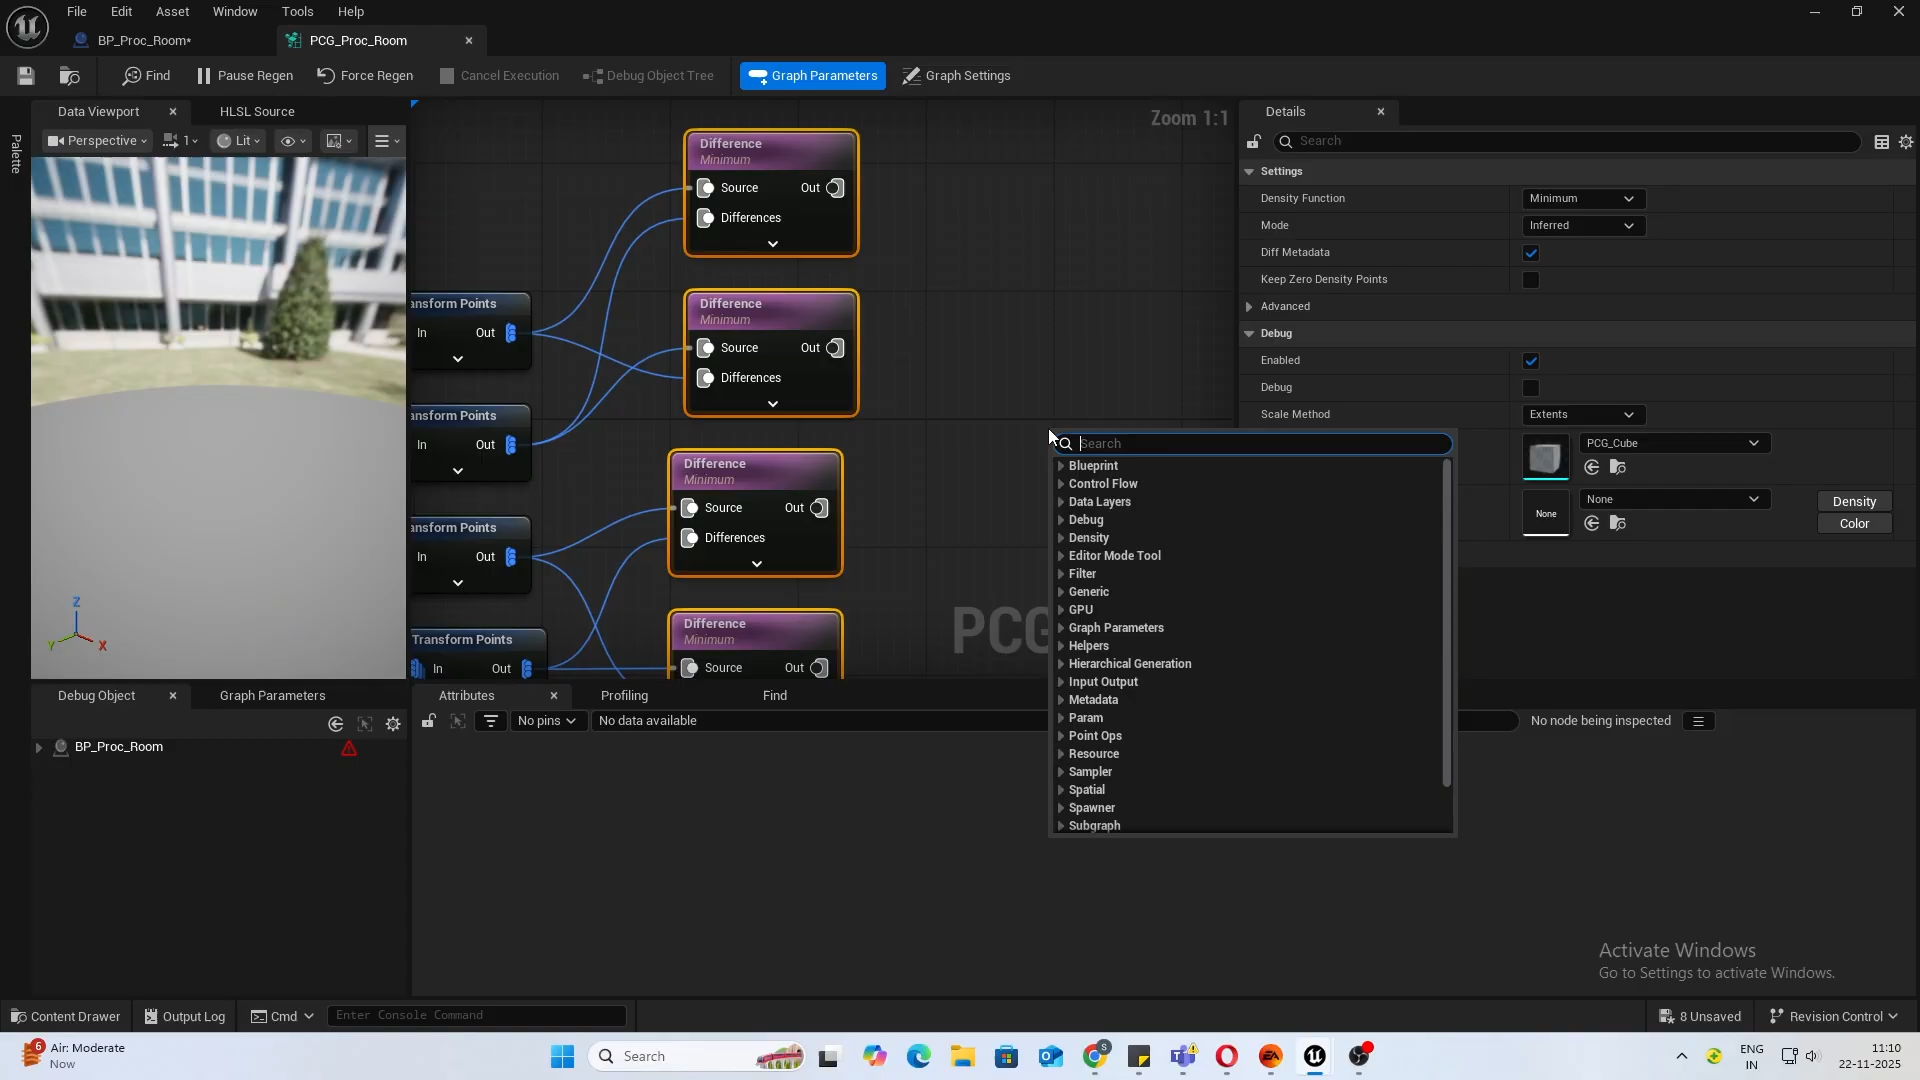 File Edit Asset Window Tools Help
BP_Proc_Room* PCG_Proc_Room
Find Pause Regen Force Regen Cancel Execution Debug Object Tree Graph Parameters Graph Settings
Data Viewport HLSL Source
Palette
Perspective 1 Lit
Zoom 1:1
Difference
Minimum
Source Out
Differences
Difference
Minimum
Source Out
Differences
Difference
Minimum
Source Out
Differences
Difference
Minimum
Source Out
ansform Points
In Out
ansform Points
In Out
ansform Points
In Out
Transform Points
In Out
PCG
Search
Blueprint
Control Flow
Data Layers
Debug
Density
Editor Mode Tool
Filter
Generic
GPU
Graph Parameters
Helpers
Hierarchical Generation
Input Output
Metadata
Param
Point Ops
Resource
Sampler
Spatial
Spawner
Subgraph
Details
Search
Settings
Density Function Minimum
Mode Inferred
Diff Metadata
Keep Zero Density Points
Advanced
Debug
Enabled
Debug
Scale Method Extents
PCG_Cube
None
None
Density
Color
Z
Y
X
Debug Object Graph Parameters
BP_Proc_Room
Attributes Profiling Find
No pins No data available
No node being inspected
Activate Windows
Go to Settings to activate Windows.
Content Drawer Output Log Cmd Enter Console Command
8 Unsaved Revision Control
6
Air: Moderate
Now
Search
S
ENG
IN
11:10
22-11-2025